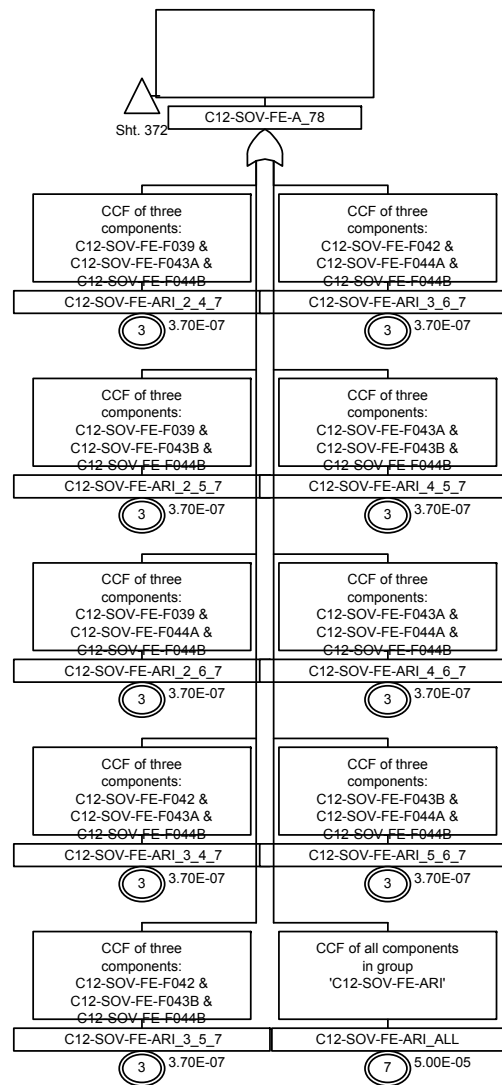 C12-SOV-FE-A_78
Sht. 372
CCF of three
components:
C12-SOV-FE-F039 &
C12-SOV-FE-F043A &
C12-SOV-FE-F044B
C12-SOV-FE-ARI_2_4_7
3
3.70E-07
CCF of three
components:
C12-SOV-FE-F042 &
C12-SOV-FE-F044A &
C12-SOV-FE-F044B
C12-SOV-FE-ARI_3_6_7
3
3.70E-07
CCF of three
components:
C12-SOV-FE-F039 &
C12-SOV-FE-F043B &
C12-SOV-FE-F044B
C12-SOV-FE-ARI_2_5_7
3
3.70E-07
CCF of three
components:
C12-SOV-FE-F043A &
C12-SOV-FE-F043B &
C12-SOV-FE-F044B
C12-SOV-FE-ARI_4_5_7
3
3.70E-07
CCF of three
components:
C12-SOV-FE-F039 &
C12-SOV-FE-F044A &
C12-SOV-FE-F044B
C12-SOV-FE-ARI_2_6_7
3
3.70E-07
CCF of three
components:
C12-SOV-FE-F043A &
C12-SOV-FE-F044A &
C12-SOV-FE-F044B
C12-SOV-FE-ARI_4_6_7
3
3.70E-07
CCF of three
components:
C12-SOV-FE-F042 &
C12-SOV-FE-F043A &
C12-SOV-FE-F044B
C12-SOV-FE-ARI_3_4_7
3
3.70E-07
CCF of three
components:
C12-SOV-FE-F043B &
C12-SOV-FE-F044A &
C12-SOV-FE-F044B
C12-SOV-FE-ARI_5_6_7
3
3.70E-07
CCF of three
components:
C12-SOV-FE-F042 &
C12-SOV-FE-F043B &
C12-SOV-FE-F044B
C12-SOV-FE-ARI_3_5_7
3
3.70E-07
CCF of all components
in group
'C12-SOV-FE-ARI'
C12-SOV-FE-ARI_ALL
7
5.00E-05